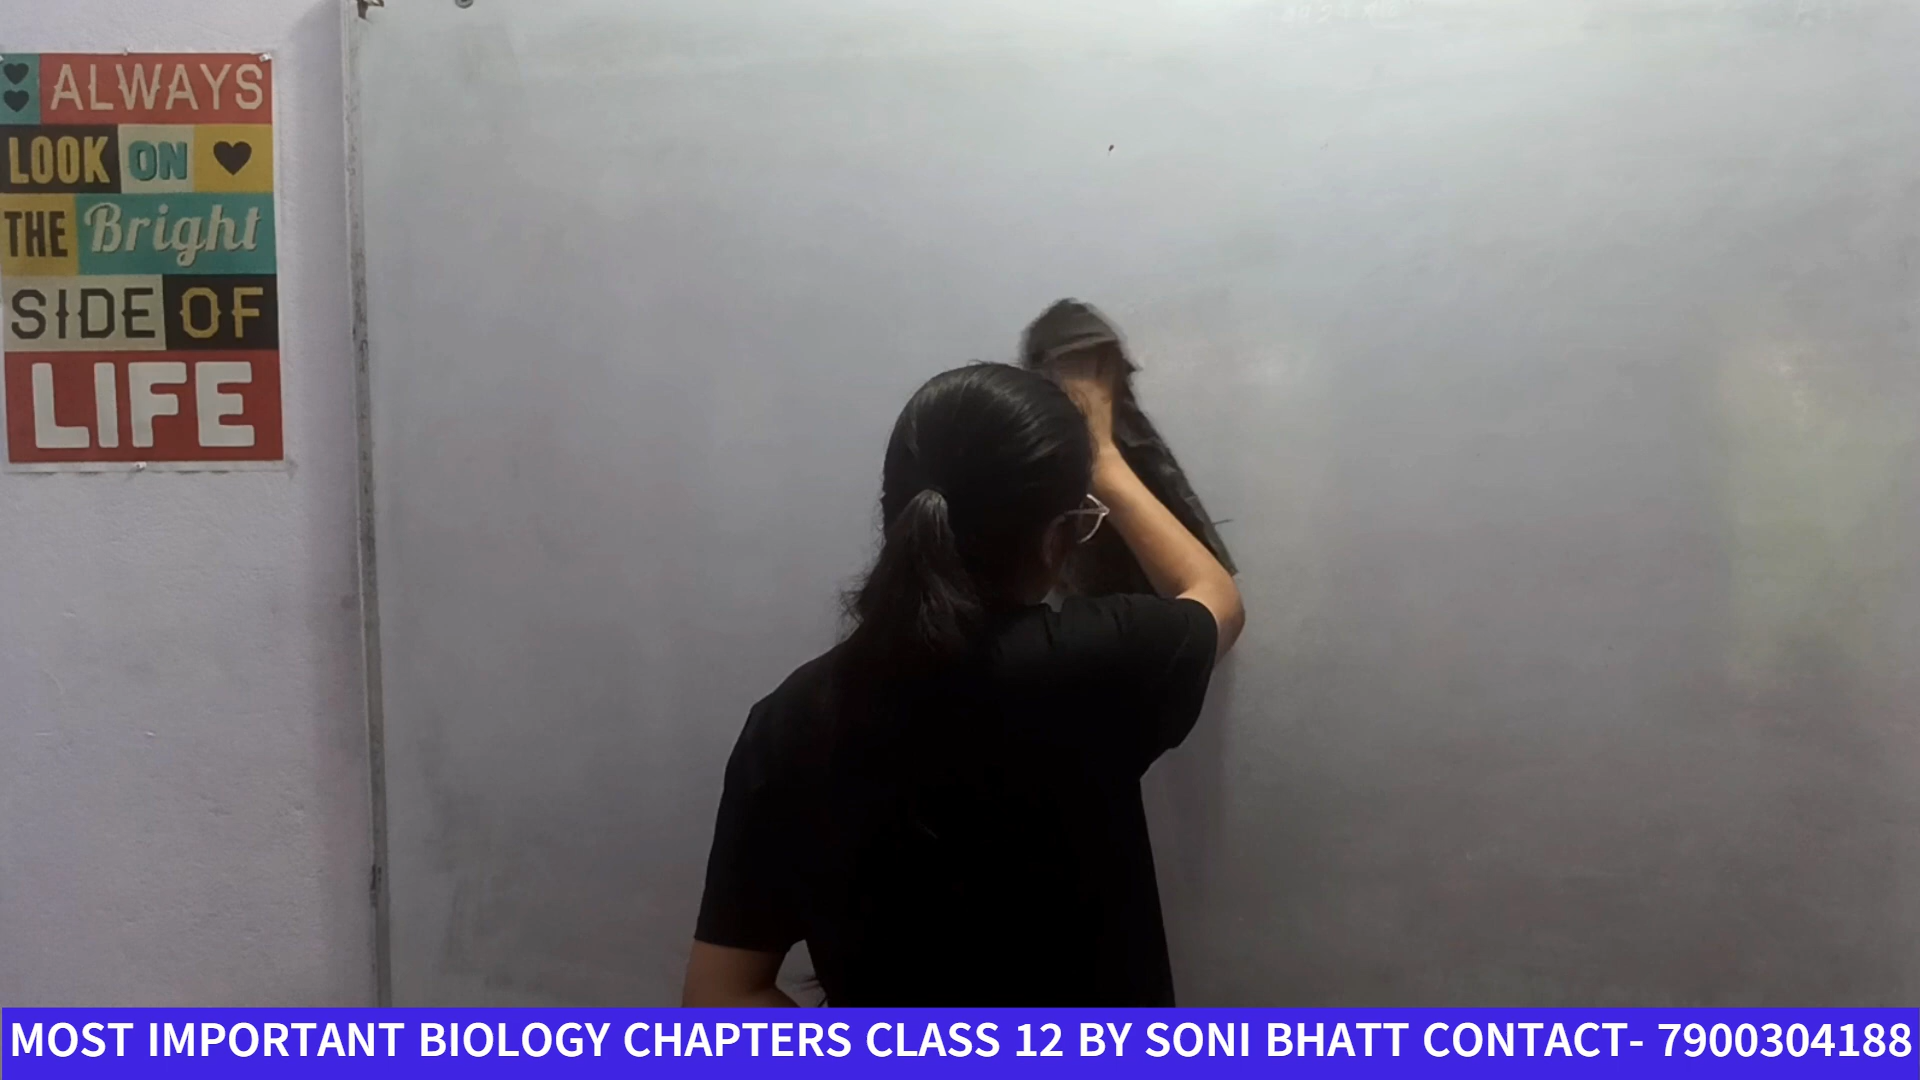 ALWAYS
LOOK ON
THE Bright
SIDE OF
LIFE
MOST IMPORTANT BIOLOGY CHAPTERS CLASS 12 BY SONI BHATT CONTACT- 7900304188